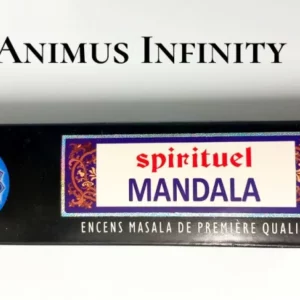 ANIMUS INFINITY
spirituel
MANDALA
ENCENS MASALA DE PREMIÈRE QUALI